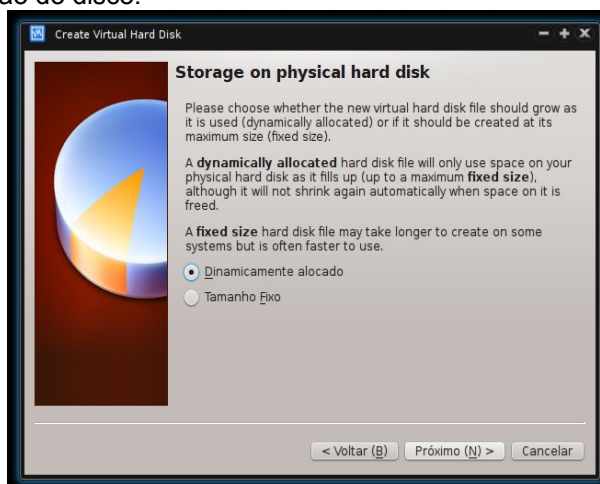 ão do disco.
Create Virtual Hard Disk
Storage on physical hard disk
Please choose whether the new virtual hard disk file should grow as
it is used (dynamically allocated) or if it should be created at its
maximum size (fixed size).
A dynamically allocated hard disk file will only use space on your
physical hard disk as it fills up (up to a maximum fixed size),
although it will not shrink again automatically when space on it is
freed.
A fixed size hard disk file may take longer to create on some
systems but is often faster to use.
Dinamicamente alocado
Tamanho Fixo
< Voltar (B) Próximo (N) > Cancelar